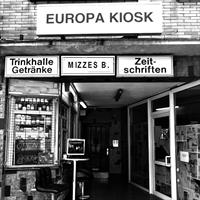 EUROPA KIOSK
Trinkhalle
Getränke
MIZZES B.
Zeit-
schriften